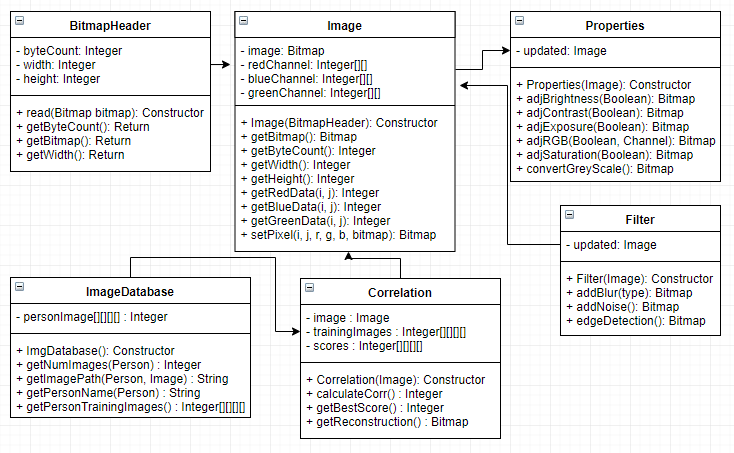 BitmapHeader
- byteCount: Integer
- width: Integer
- height: Integer
+ read(Bitmap bitmap): Constructor
+ getByteCount(): Return
+ getBitmap(): Return
+ getWidth(): Return
Image
- image: Bitmap
- redChannel: Integer[][]
- blueChannel: Integer[][]
- greenChannel: Integer[][]
+ Image(BitmapHeader): Constructor
+ getBitmap(): Bitmap
+ getByteCount(): Integer
+ getWidth(): Integer
+ getHeight(): Integer
+ getRedData(i, j): Integer
+ getBlueData(i, j): Integer
+ getGreenData(i, j): Integer
+ setPixel(i, j, r, g, b, bitmap): Bitmap
Properties
- updated: Image
+ Properties(Image): Constructor
+ adjBrightness(Boolean): Bitmap
+ adjContrast(Boolean): Bitmap
+ adjExposure(Boolean): Bitmap
+ adjRGB(Boolean, Channel): Bitmap
+ adjSaturation(Boolean): Bitmap
+ convertGreyScale(): Bitmap
Filter
- updated: Image
+ Filter(Image): Constructor
+ addBlur(type): Bitmap
+ addNoise(): Bitmap
+ edgeDetection(): Bitmap
ImageDatabase
- personImage[][][][] : Integer
+ ImgDatabase(): Constructor
+ getNumImages(Person) : Integer
+ getImagePath(Person, Image) : String
+ getPersonName(Person) : String
+ getPersonTrainingImages() : Integer[][][][]
Correlation
- image : Image
- trainingImages : Integer[][][][]
- scores : Integer[][][][]
+ Correlation(Image): Constructor
+ calculateCorr() : Integer
+ getBestScore() : Integer
+ getReconstruction() : Bitmap